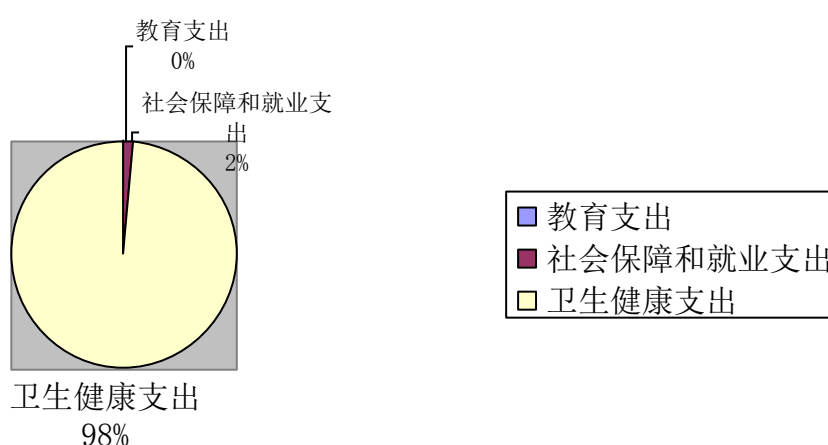 教育支出
0%
社会保障和就业支
出
2%
卫生健康支出
98%
教育支出
社会保障和就业支出
卫生健康支出